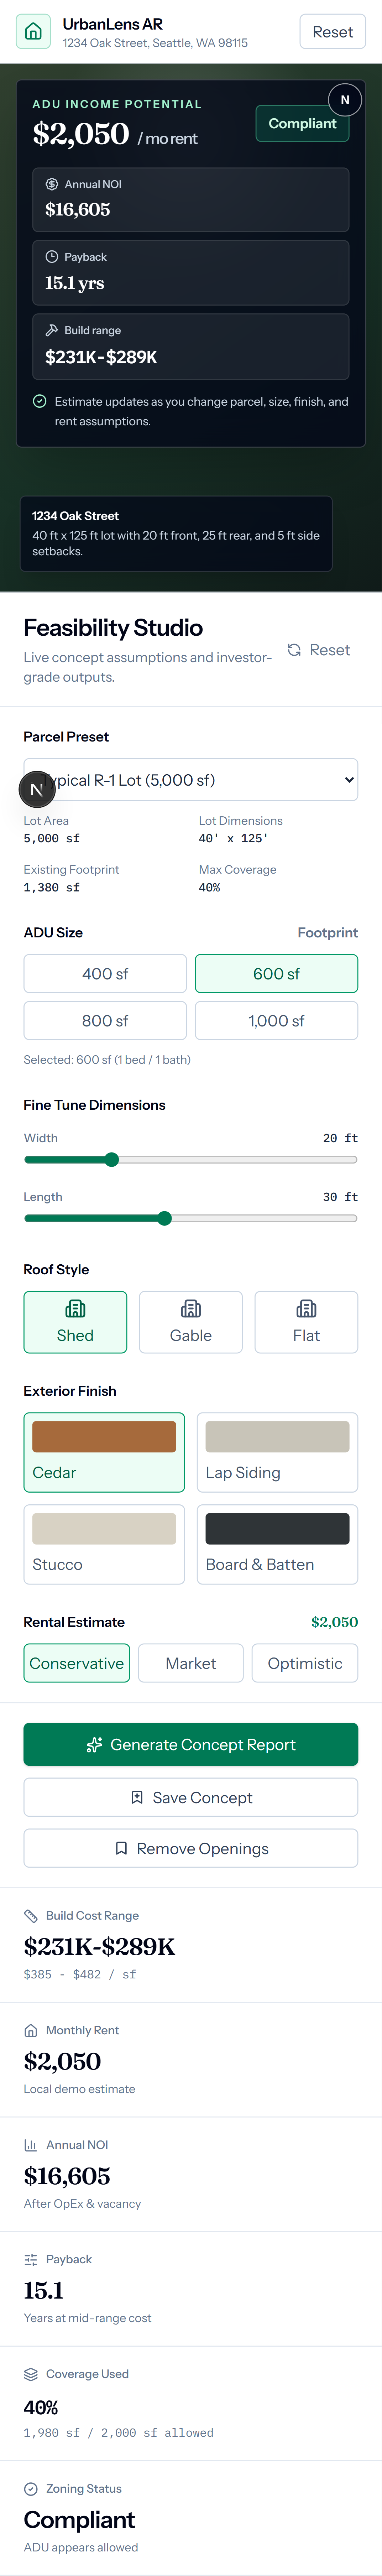 UrbanLens AR
1234 Oak Street, Seattle, WA 98115
Reset
N
ADU INCOME POTENTIAL
$2,050 / mo rent
Compliant
Annual NOI
$16,605
Payback
15.1 yrs
Build range
$231K-$289K
Estimate updates as you change parcel, size, finish, and
rent assumptions.
1234 Oak Street
40 ft x 125 ft lot with 20 ft front, 25 ft rear, and 5 ft side
setbacks.
Feasibility Studio
Live concept assumptions and investor-
grade outputs.
Reset
Parcel Preset
Typical R-1 Lot (5,000 sf)
N
Lot Area
5,000 sf
Lot Dimensions
40' x 125'
Existing Footprint
1,380 sf
Max Coverage
40%
ADU Size
Footprint
400 sf
600 sf
800 sf
1,000 sf
Selected: 600 sf (1 bed / 1 bath)
Fine Tune Dimensions
Width
20 ft
Length
30 ft
Roof Style
Shed
Gable
Flat
Exterior Finish
Cedar
Lap Siding
Stucco
Board & Batten
Rental Estimate
$2,050
Conservative
Market
Optimistic
Generate Concept Report
Save Concept
Remove Openings
Build Cost Range
$231K-$289K
$385 - $482 / sf
Monthly Rent
$2,050
Local demo estimate
Annual NOI
$16,605
After OpEx & vacancy
Payback
15.1
Years at mid-range cost
Coverage Used
40%
1,980 sf / 2,000 sf allowed
Zoning Status
Compliant
ADU appears allowed